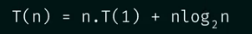 T(n) = n.T(1) + nlog₂n